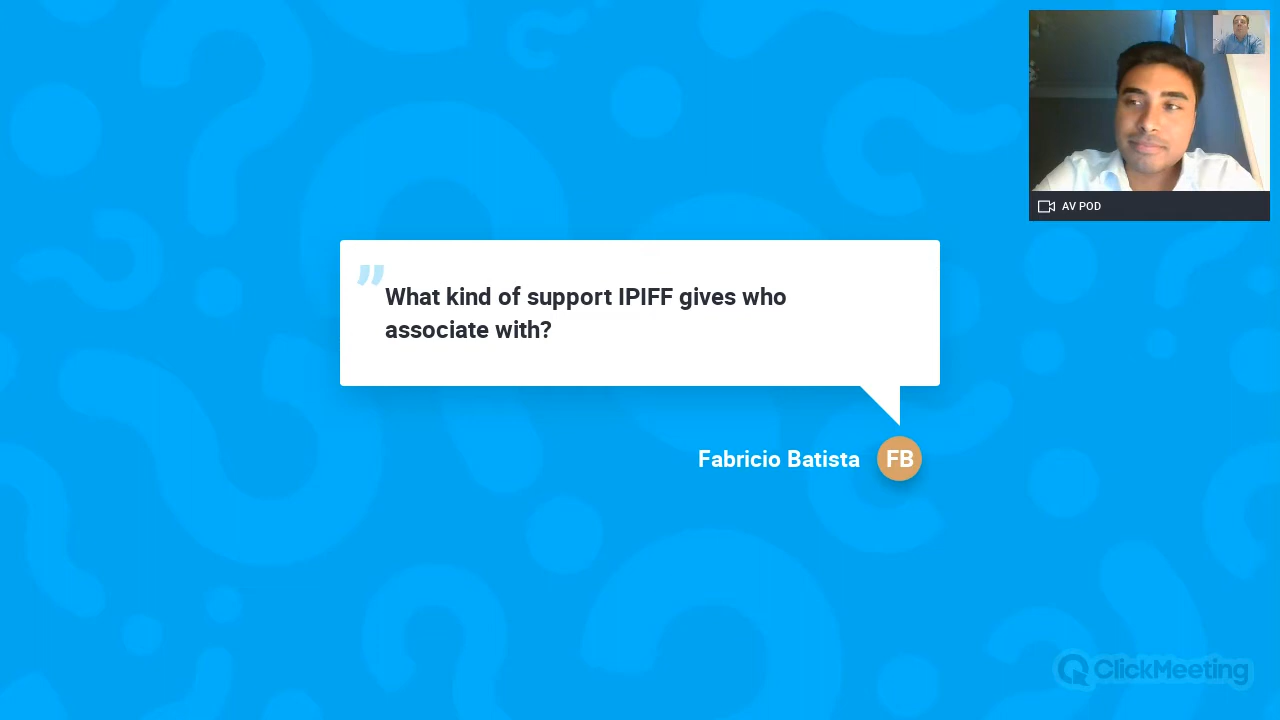 AV POD
" What kind of support IPIFF gives who
associate with?
Fabricio Batista FB
ClickMeeting